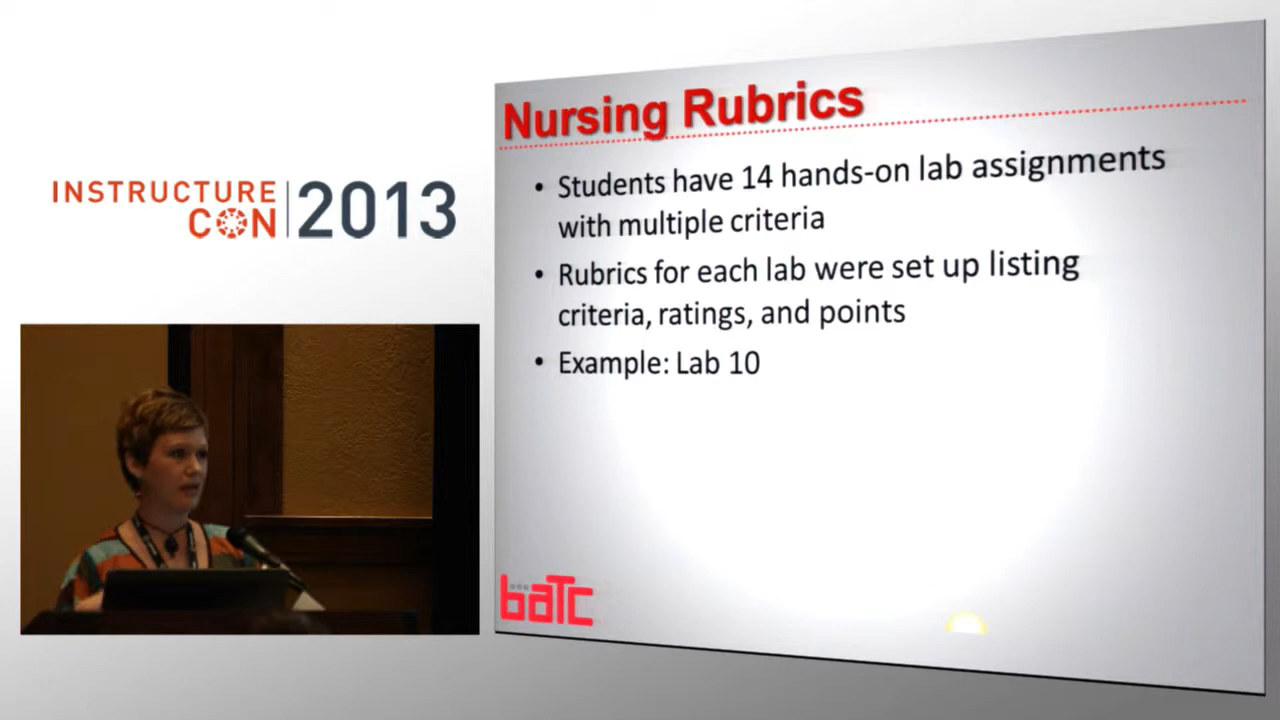 INSTRUCTURE
CON 2013
Nursing Rubrics
• Students have 14 hands-on lab assignments
with multiple criteria
• Rubrics for each lab were set up listing
criteria, ratings, and points
• Example: Lab 10
baTc